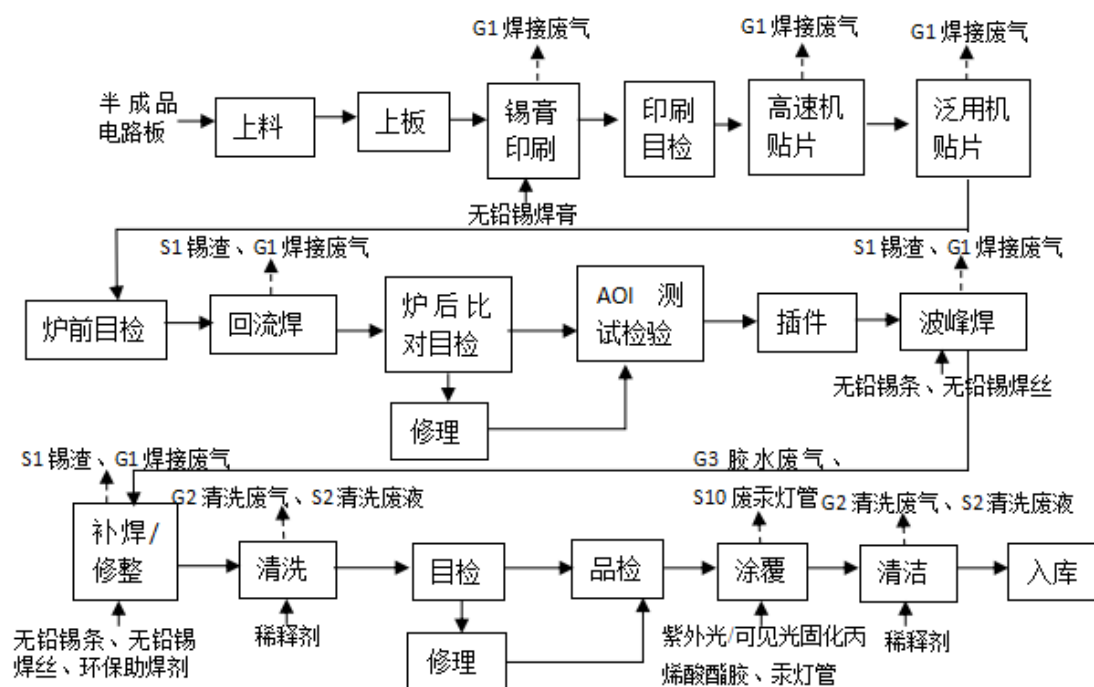 G1 焊接废气
G1 焊接废气
G1 焊接废气
半成品
电路板
上料
上板
锡膏
印刷
印刷
目检
高速机
贴片
泛用机
贴片
无铅锡焊膏
S1 锡渣、G1 焊接废气
S1 锡渣、G1 焊接废气
炉前目检
回流焊
炉后比
对目检
AOI 测
试检验
插件
波峰焊
修理
无铅锡条、无铅锡焊丝
S1 锡渣、G1 焊接废气
G3 胶水废气、
G2 清洗废气、S2 清洗废液
S10 废汞灯管
G2 清洗废气、S2 清洗废液
补焊/
修整
清洗
目检
品检
涂覆
清洁
入库
无铅锡条、无铅锡
焊丝、环保助焊剂
稀释剂
修理
紫外光/可见光固化丙
烯酸酯胶、汞灯管
稀释剂